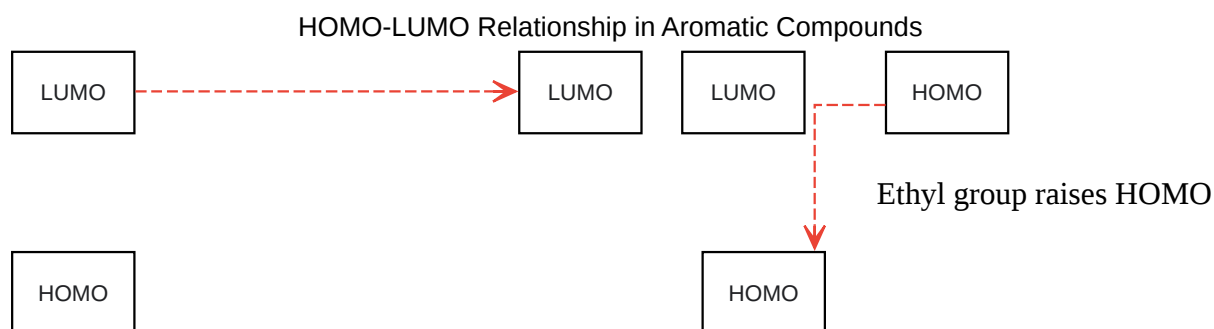 HOMO-LUMO Relationship in Aromatic Compounds
LUMO
LUMO
LUMO
HOMO
Ethyl group raises HOMO
HOMO
HOMO